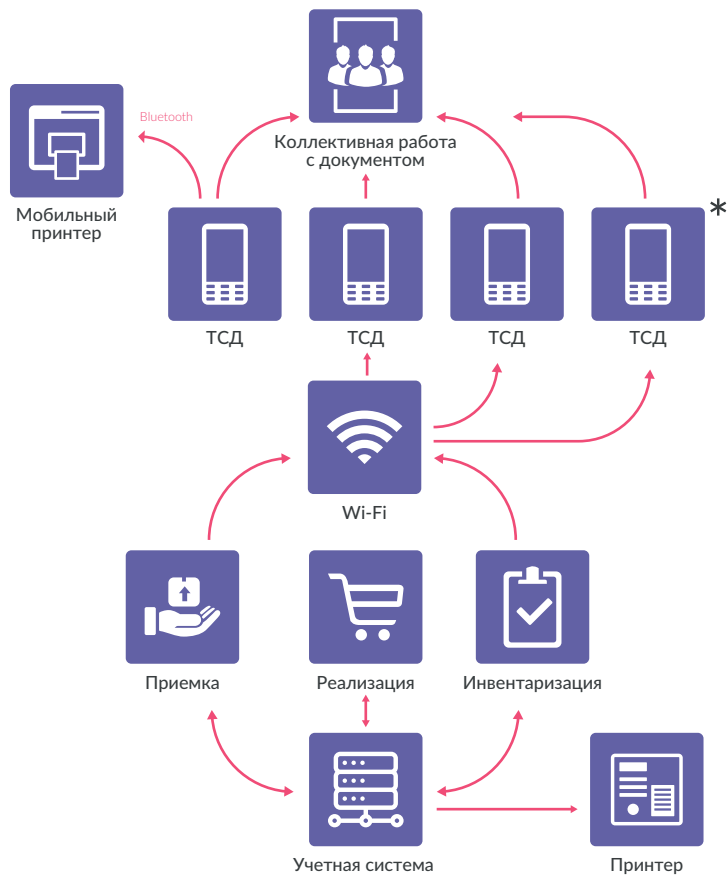 Bluetooth
Коллективная работа
с документом
Мобильный
принтер
*
ТСД
ТСД
ТСД
ТСД
Wi-Fi
Приемка
Реализация
Инвентаризация
Учетная система
Принтер